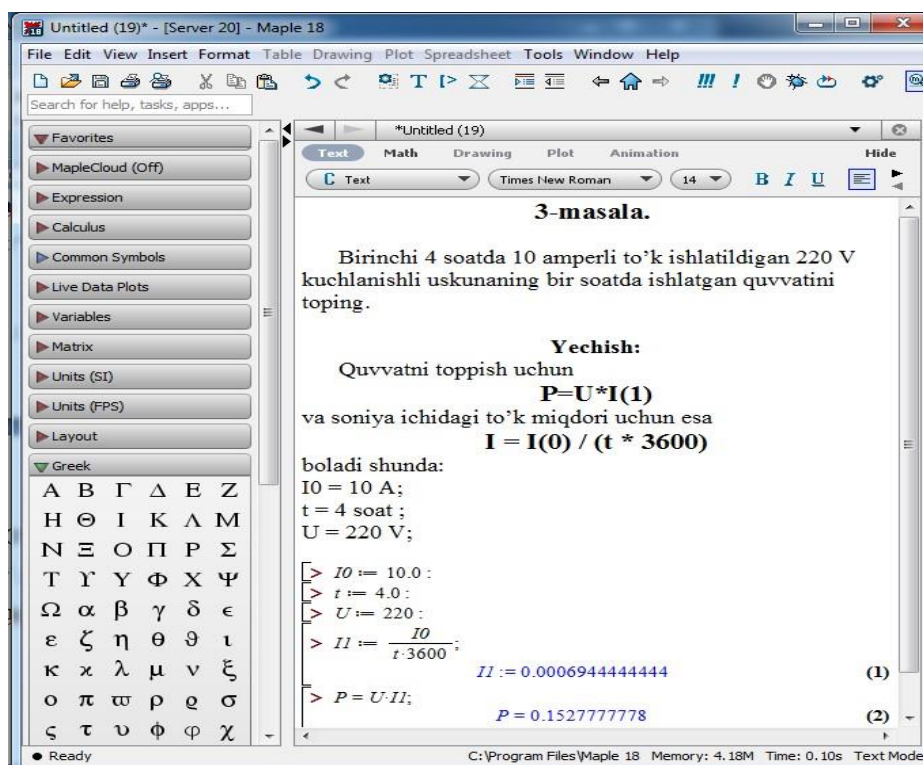 Untitled (19)* - [Server 20] - Maple 18
File Edit View Insert Format Table Drawing Plot Spreadsheet Tools Window Help
Search for help, tasks, apps...
Favorites
MapleCloud (Off)
Expression
Calculus
Common Symbols
Live Data Plots
Variables
Matrix
Units (SI)
Units (FPS)
Layout
Greek
Α Β Γ Δ Ε Ζ
Η Θ Ι Κ Λ Μ
Ν Ξ Ο Π Ρ Σ
Τ ϒ Υ Φ Χ Ψ
Ω α β γ δ ϵ
ε ζ η θ ϑ ι
κ ϰ λ μ ν ξ
ο π ϖ ρ ϱ σ
ς τ υ ϕ φ χ
*Untitled (19)
Text Math Drawing Plot Animation Hide
C Text Times New Roman 14 B I U
3-masala.
Birinchi 4 soatda 10 amperli to’k ishlatildigan 220 V
kuchlanishli uskunaning bir soatda ishlatgan quvvatini
toping.
Yechish:
Quvvatni toppish uchun
P=U*I(1)
va soniya ichidagi to’k miqdori uchun esa
I = I(0) / (t * 3600)
boladi shunda:
I0 = 10 A;
t = 4 soat ;
U = 220 V;
> I0 := 10.0 :
> t := 4.0 :
> U := 220 :
> I1 := I0 / t·3600 ;
I1 := 0.0006944444444 (1)
> P = U·I1;
P = 0.1527777778 (2)
Ready C:\Program Files\Maple 18 Memory: 4.18M Time: 0.10s Text Mode